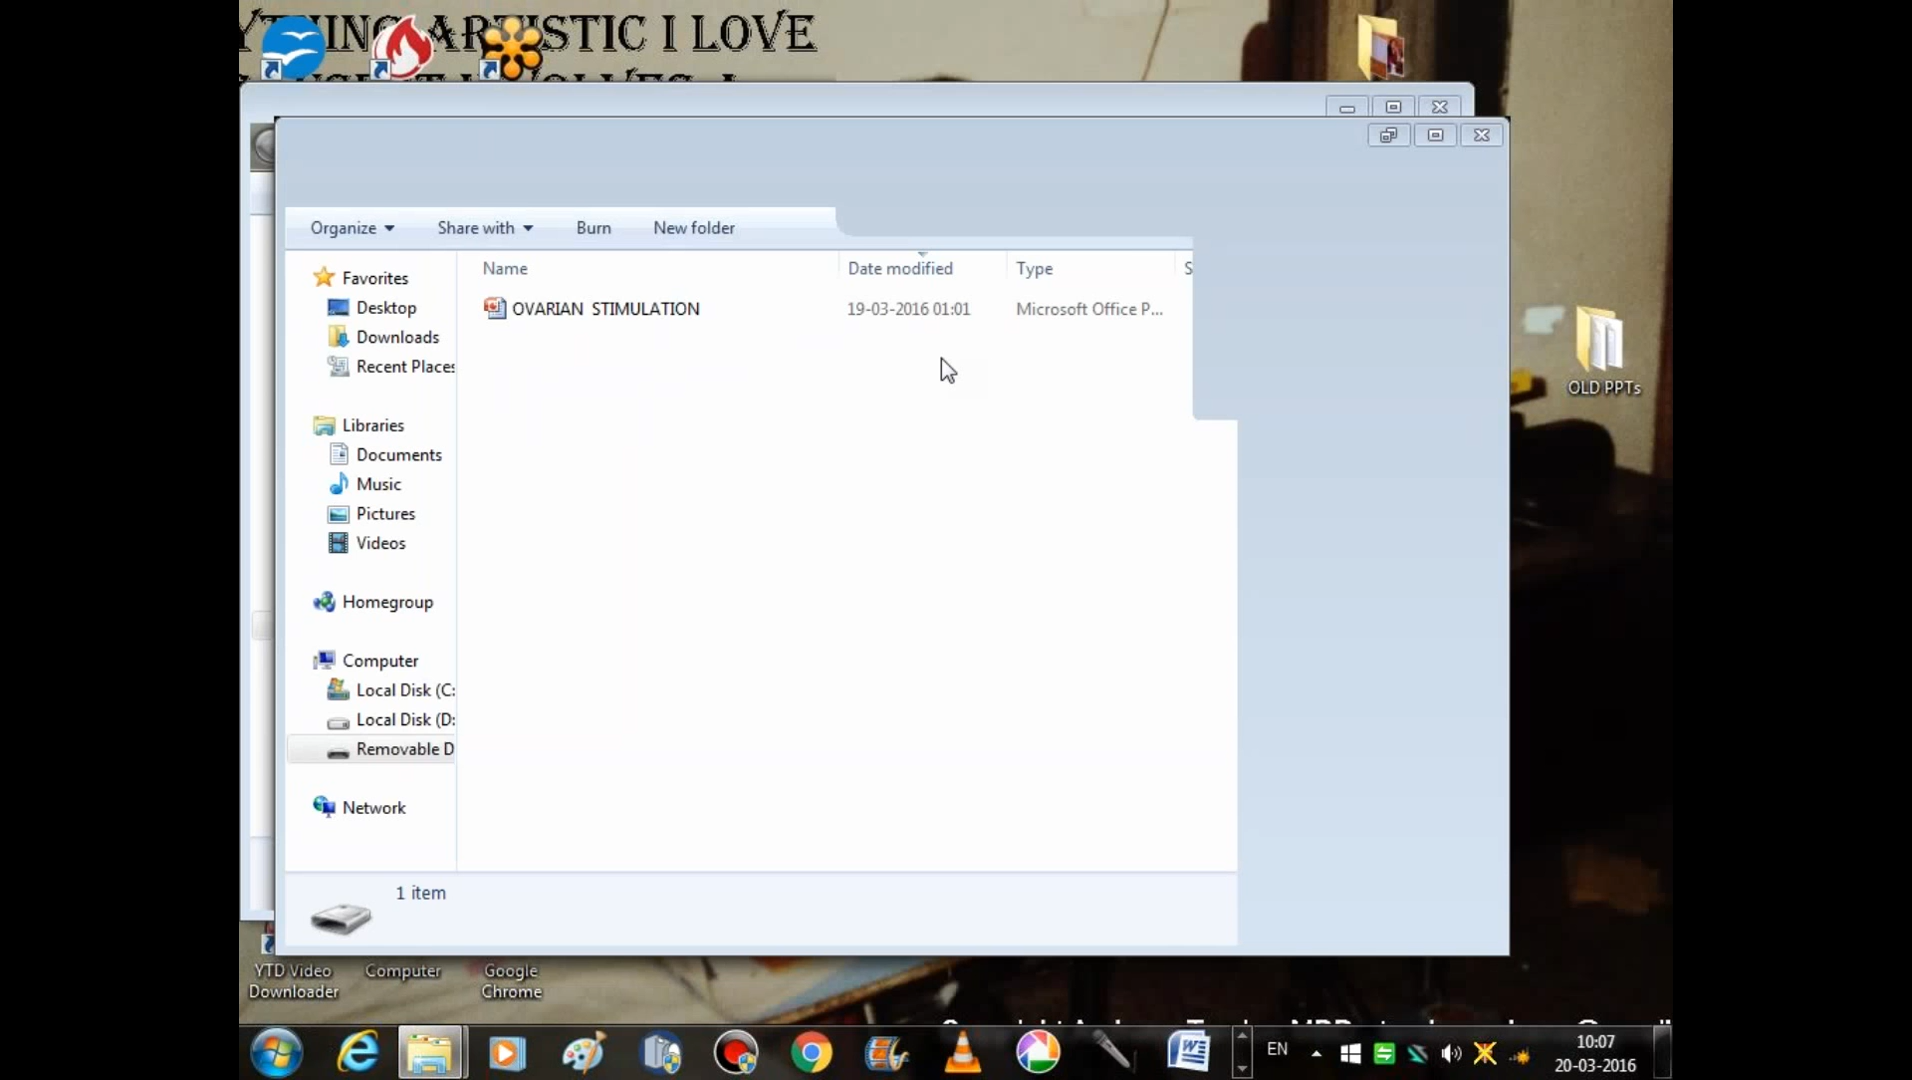 YTHING ARTISTIC I LOVE
OLD PPTs
Organize
Share with
Burn
New folder
Name
Date modified
Type
S
OVARIAN STIMULATION
19-03-2016 01:01
Microsoft Office P...
Favorites
Desktop
Downloads
Recent Places
Libraries
Documents
Music
Pictures
Videos
Homegroup
Computer
Local Disk (C:
Local Disk (D:
Removable D
Network
1 item
YTD Video
Downloader
Computer
Google
Chrome
EN
10:07
20-03-2016